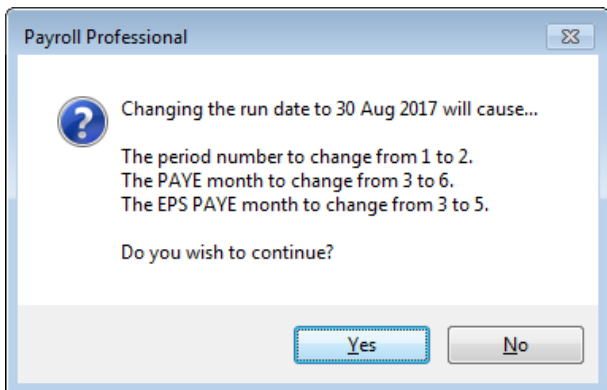 Payroll Professional
Changing the run date to 30 Aug 2017 will cause...
The period number to change from 1 to 2.
The PAYE month to change from 3 to 6.
The EPS PAYE month to change from 3 to 5.
Do you wish to continue?
Yes
No